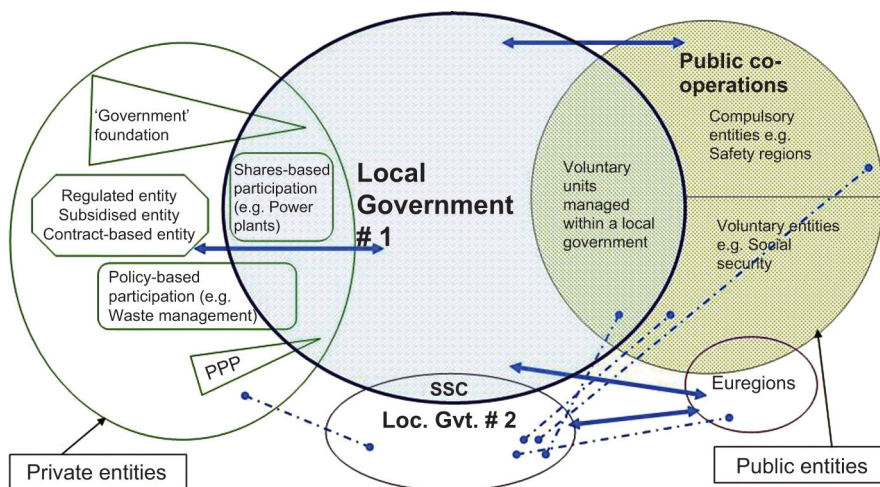 'Government'
foundation
Regulated entity
Subsidised entity
Contract-based entity
Shares-based
participation
(e.g. Power
plants)
Policy-based
participation (e.g.
Waste management)
PPP
Private entities
Local
Government
# 1
SSC
Loc. Gvt. # 2
Voluntary
units
managed
within a local
government
Public co-
operations
Compulsory
entities e.g.
Safety regions
Voluntary entities
e.g. Social
security
Euregions
Public entities